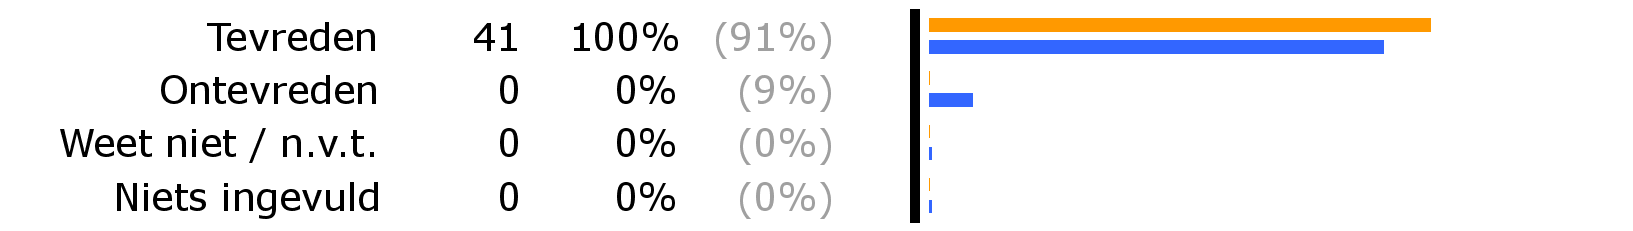 Tevreden 41 100% (91%)
Ontevreden 0 0% (9%)
Weet niet / n.v.t. 0 0% (0%)
Niets ingevuld 0 0% (0%)